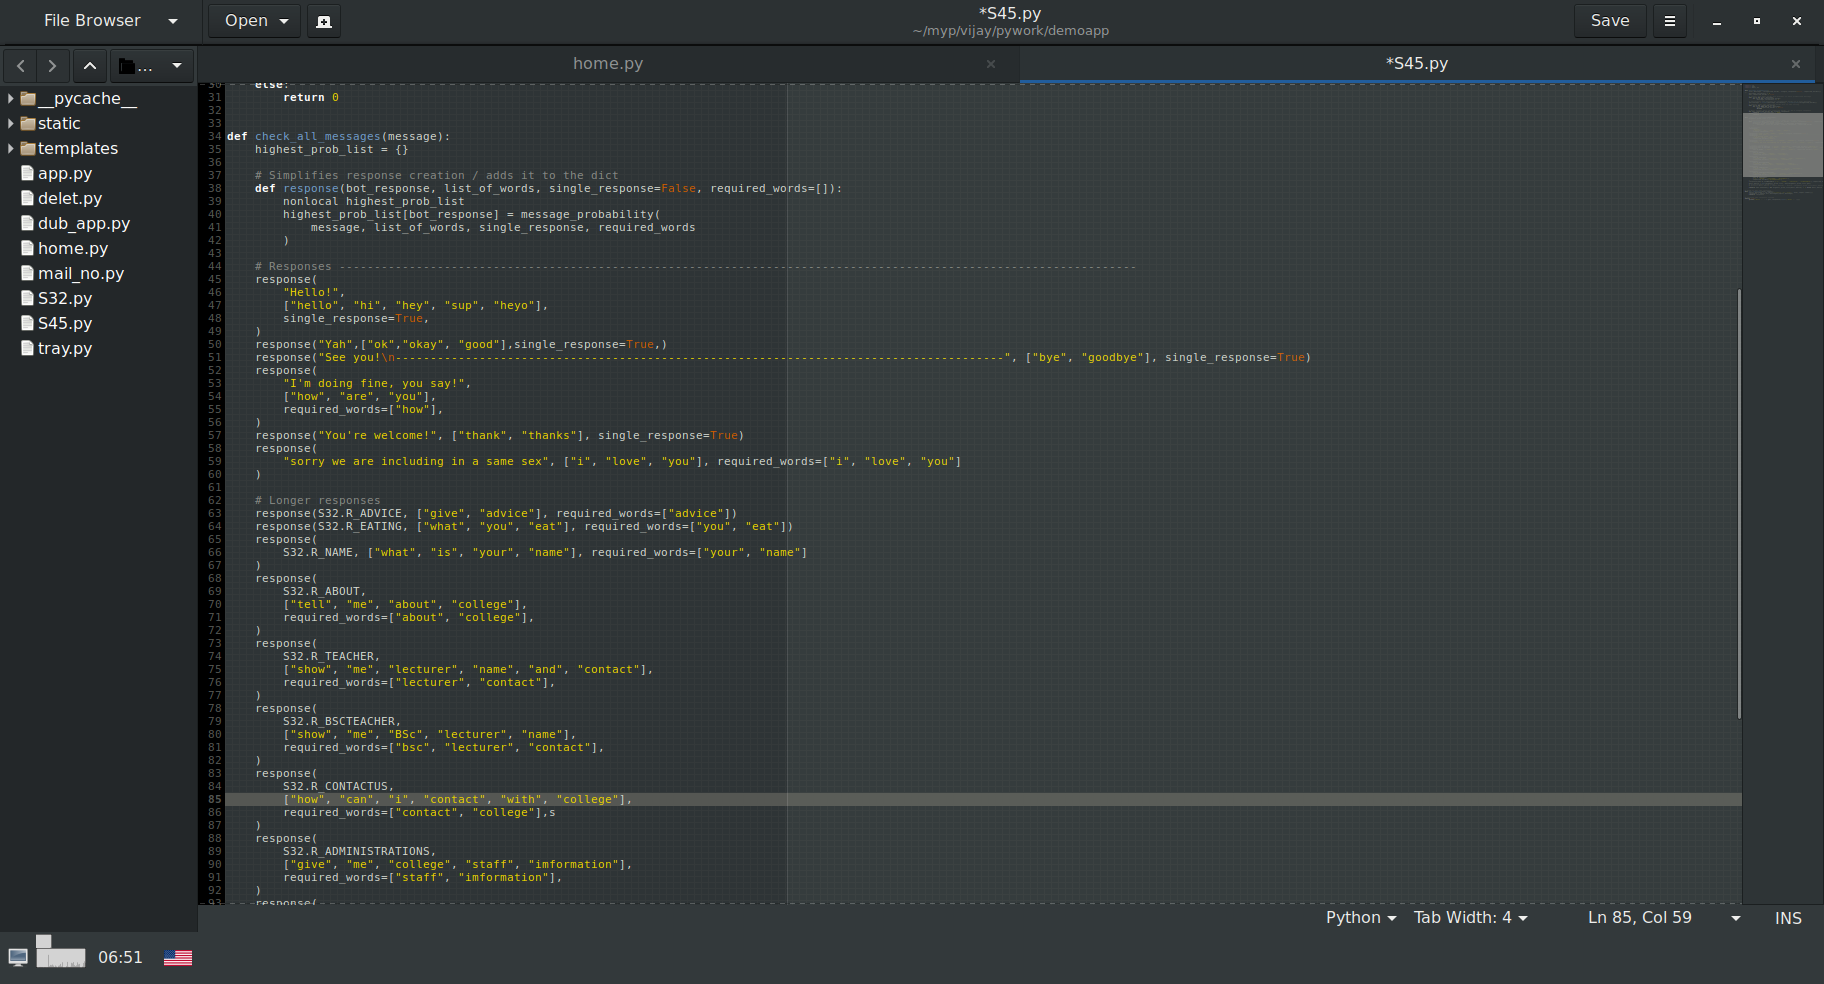 File Browser
Open
*S45.py
~/myp/vijay/pywork/demoapp
Save
...
home.py
*S45.py
__pycache__
static
templates
app.py
delet.py
dub_app.py
home.py
mail_no.py
S32.py
S45.py
tray.py
30     else:
31         return 0
32
33
34 def check_all_messages(message):
35     highest_prob_list = {}
36
37     # Simplifies response creation / adds it to the dict
38     def response(bot_response, list_of_words, single_response=False, required_words=[]):
39         nonlocal highest_prob_list
40         highest_prob_list[bot_response] = message_probability(
41             message, list_of_words, single_response, required_words
42         )
43
44     # Responses ------------------------------------------------------------------------------------------------------------------
45     response(
46         "Hello!",
47         ["hello", "hi", "hey", "sup", "heyo"],
48         single_response=True,
49     )
50     response("Yah",["ok","okay", "good"],single_response=True,)
51     response("See you!\n---------------------------------------------------------------------------------------", ["bye", "goodbye"], single_response=True)
52     response(
53         "I'm doing fine, you say!",
54         ["how", "are", "you"],
55         required_words=["how"],
56     )
57     response("You're welcome!", ["thank", "thanks"], single_response=True)
58     response(
59         "sorry we are including in a same sex", ["i", "love", "you"], required_words=["i", "love", "you"]
60     )
61
62     # Longer responses
63     response(S32.R_ADVICE, ["give", "advice"], required_words=["advice"])
64     response(S32.R_EATING, ["what", "you", "eat"], required_words=["you", "eat"])
65     response(
66         S32.R_NAME, ["what", "is", "your", "name"], required_words=["your", "name"]
67     )
68     response(
69         S32.R_ABOUT,
70         ["tell", "me", "about", "college"],
71         required_words=["about", "college"],
72     )
73     response(
74         S32.R_TEACHER,
75         ["show", "me", "lecturer", "name", "and", "contact"],
76         required_words=["lecturer", "contact"],
77     )
78     response(
79         S32.R_BSCTEACHER,
80         ["show", "me", "BSc", "lecturer", "name"],
81         required_words=["bsc", "lecturer", "contact"],
82     )
83     response(
84         S32.R_CONTACTUS,
85         ["how", "can", "i", "contact", "with", "college"],
86         required_words=["contact", "college"],s
87     )
88     response(
89         S32.R_ADMINISTRATIONS,
90         ["give", "me", "college", "staff", "imformation"],
91         required_words=["staff", "imformation"],
92     )
93     response(
Python Tab Width: 4 Ln 85, Col 59 INS
06:51